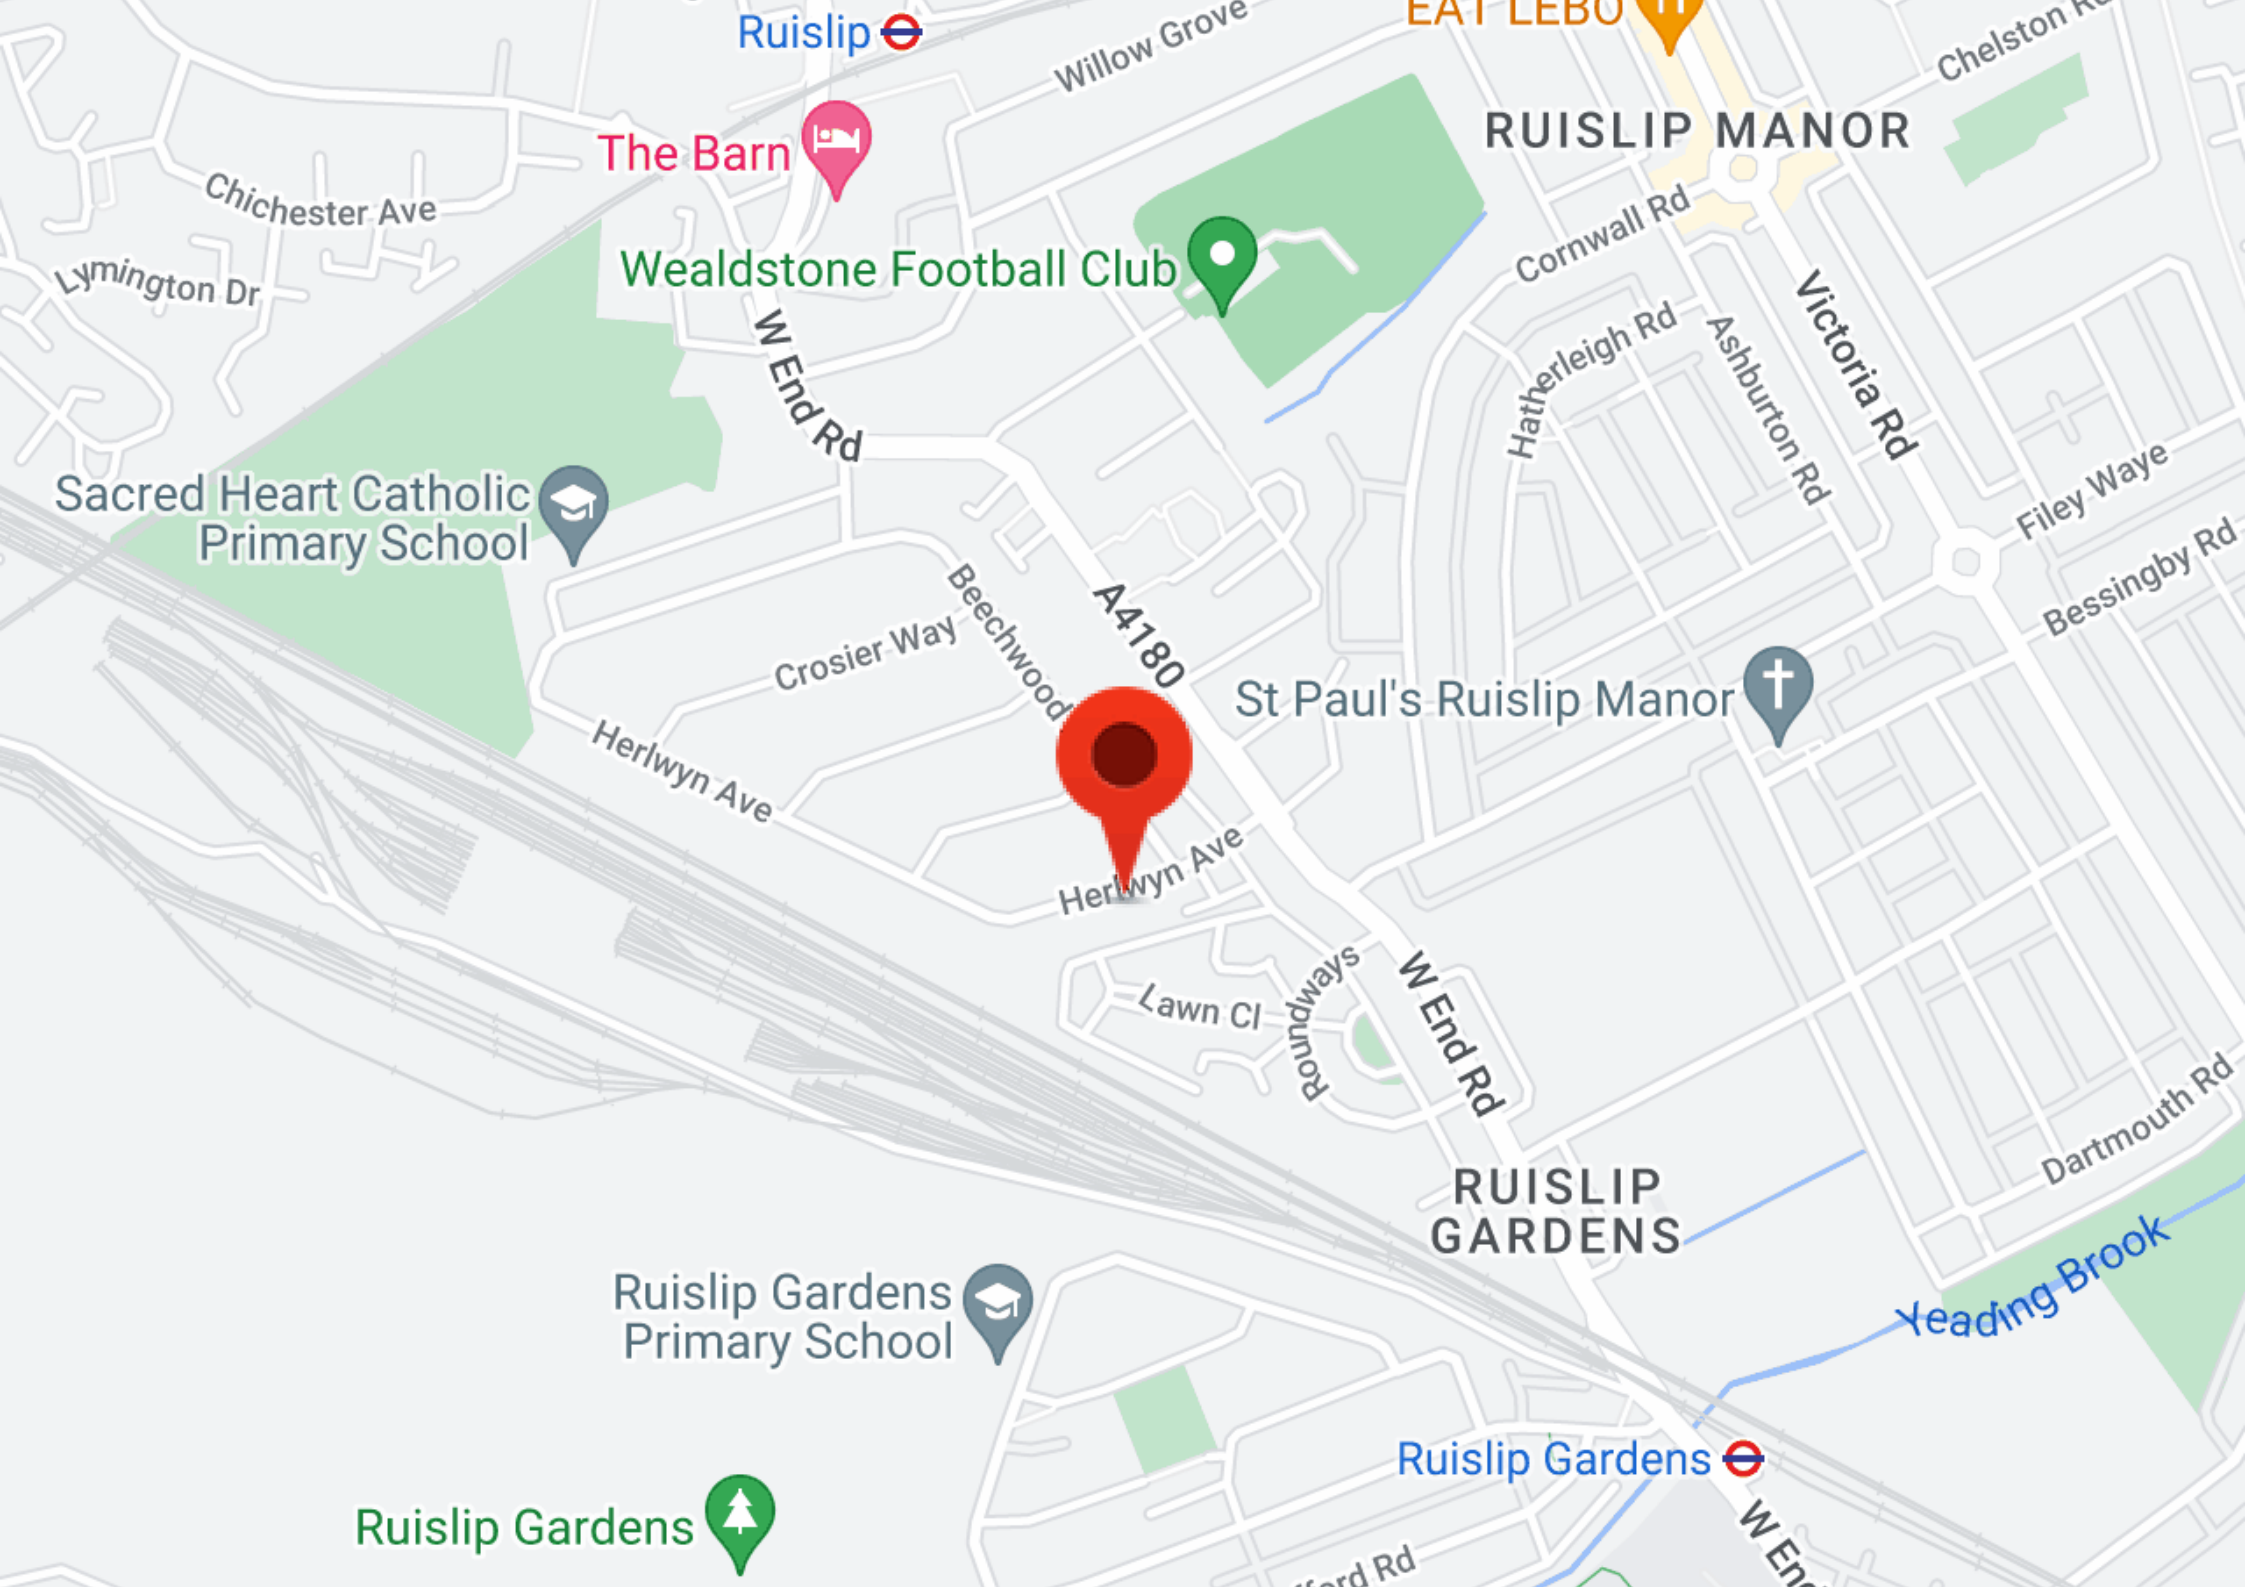 EAT LEBO
Ruislip
Willow Grove
Chelston
RUISLIP MANOR
The Barn
Chichester Ave
Cornwall Rd
Wealdstone Football Club
Lymington Dr
Victoria Rd
Hatherleigh Rd
Ashburton Rd
W End Rd
Filey Waye
Sacred Heart Catholic
Primary School
Bessingby Rd
Beechwood
A4180
Crosier Way
St Paul's Ruislip Manor
Herlwyn Ave
Herlwyn Ave
Roundways
Lawn Cl
W End Rd
Dartmouth Rd
RUISLIP
GARDENS
Yeading Brook
Ruislip Gardens
Primary School
Ruislip Gardens
Ruislip Gardens
W End
Rd